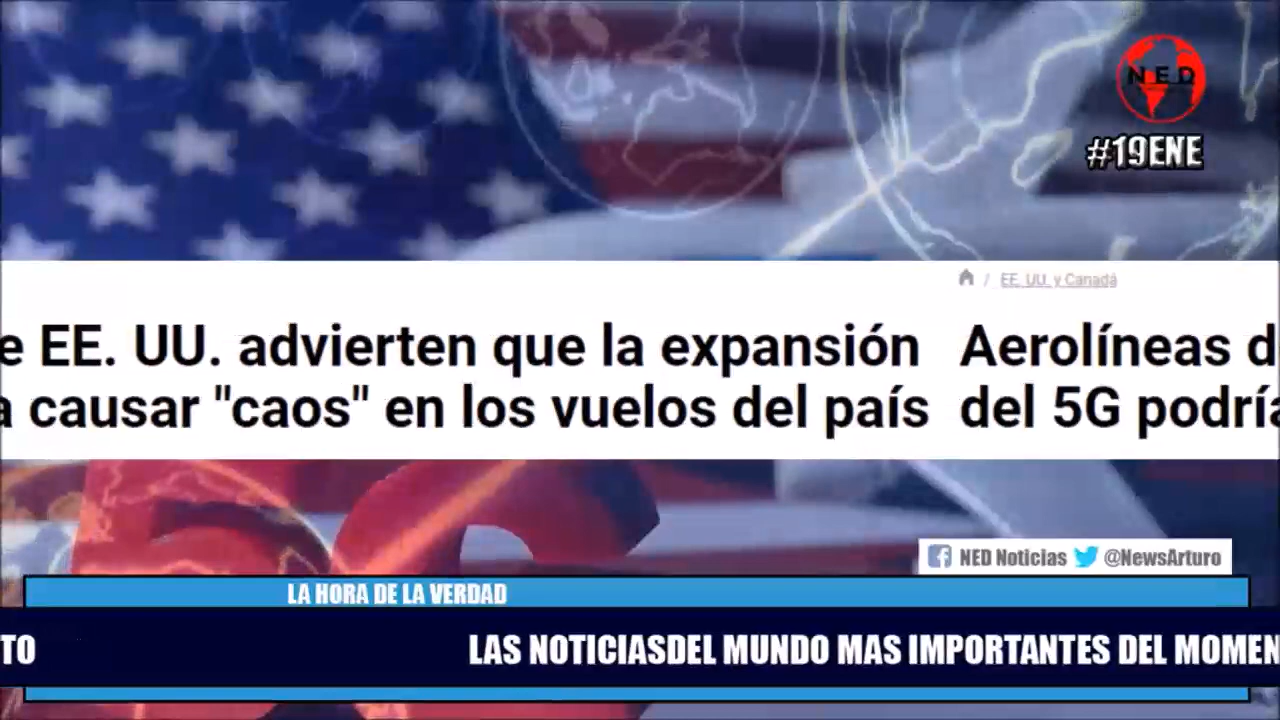 NED
#19ENE
EE. UU. y Canadá
e EE. UU. advierten que la expansión Aerolíneas d
a causar "caos" en los vuelos del país del 5G podría
NED Noticias @NewsArturo
LA HORA DE LA VERDAD
TO LAS NOTICIASDEL MUNDO MAS IMPORTANTES DEL MOMEN